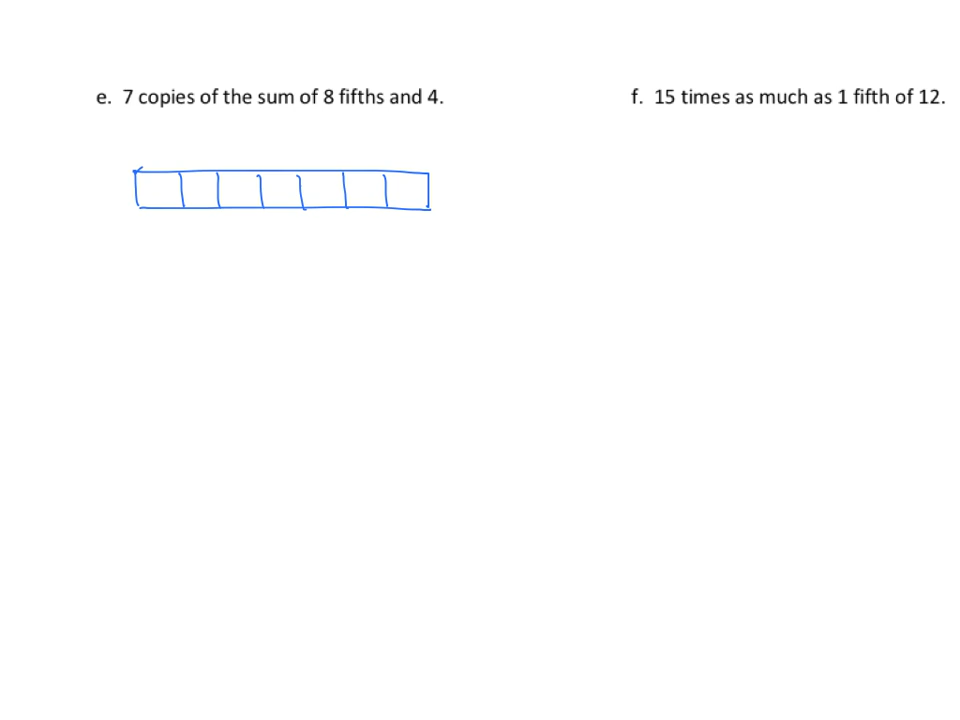 e. 7 copies of the sum of 8 fifths and 4.
f. 15 times as much as 1 fifth of 12.